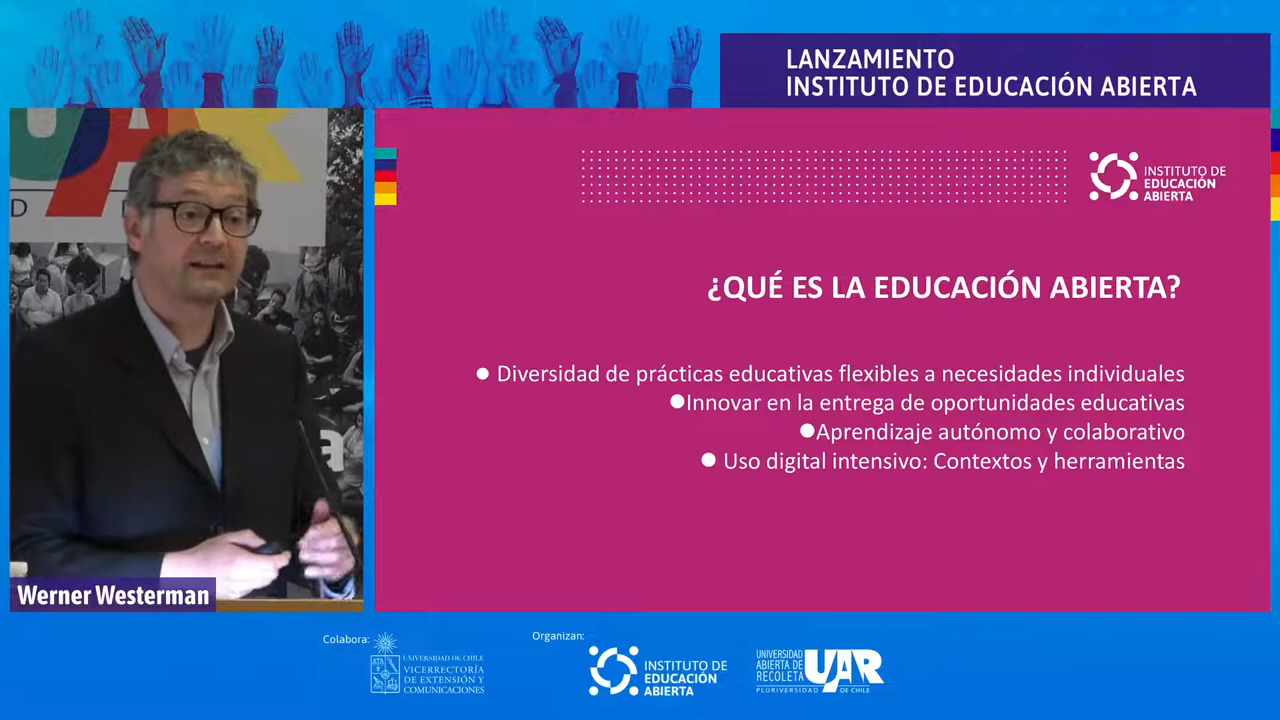 LANZAMIENTO
INSTITUTO DE EDUCACIÓN ABIERTA
UA
D
a
INSTITUTO DE
EDUCACIÓN
ABIERTA
¿QUÉ ES LA EDUCACIÓN ABIERTA?
● Diversidad de prácticas educativas flexibles a necesidades individuales
●Innovar en la entrega de oportunidades educativas
●Aprendizaje autónomo y colaborativo
● Uso digital intensivo: Contextos y herramientas
Werner Westerman
Colabora:
UNIVERSIDAD DE CHILE
VICERRECTORÍA
DE EXTENSIÓN Y
COMUNICACIONES
Organizan:
INSTITUTO DE
EDUCACIÓN
ABIERTA
UNIVERSIDAD
ABIERTA DE
RECOLETA
UAR
PLURIVERSIDAD DE CHILE